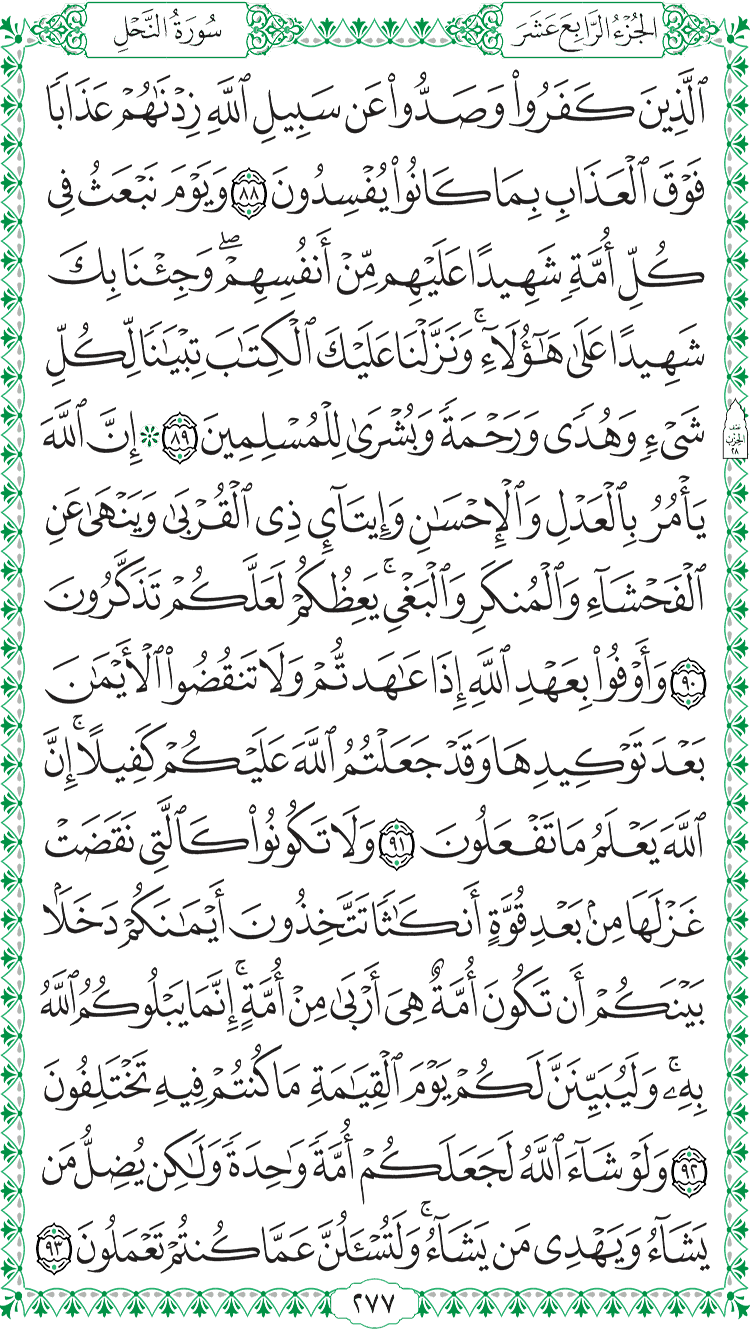 الجُزْءُ الرَّابِعَ عَشَرَ
سُورَةُ النَّحْلِ
ٱلَّذِينَ كَفَرُوا۟ وَصَدُّوا۟ عَن سَبِيلِ ٱللَّهِ زِدْنَٰهُمْ عَذَابًا
فَوْقَ ٱلْعَذَابِ بِمَا كَانُوا۟ يُفْسِدُونَ ٨٨ وَيَوْمَ نَبْعَثُ فِى
كُلِّ أُمَّةٍ شَهِيدًا عَلَيْهِم مِّنْ أَنفُسِهِمْ ۖ وَجِئْنَا بِكَ
شَهِيدًا عَلَىٰ هَٰٓؤُلَآءِ ۚ وَنَزَّلْنَا عَلَيْكَ ٱلْكِتَٰبَ تِبْيَٰنًا لِّكُلِّ
شَىْءٍ وَهُدًى وَرَحْمَةً وَبُشْرَىٰ لِلْمُسْلِمِينَ ٨٩ ۞ إِنَّ ٱللَّهَ
نصف
الحزب
٢٨
يَأْمُرُ بِٱلْعَدْلِ وَٱلْإِحْسَٰنِ وَإِيتَآئِ ذِى ٱلْقُرْبَىٰ وَيَنْهَىٰ عَنِ
ٱلْفَحْشَآءِ وَٱلْمُنكَرِ وَٱلْبَغْىِ ۚ يَعِظُكُمْ لَعَلَّكُمْ تَذَكَّرُونَ
٩٠ وَأَوْفُوا۟ بِعَهْدِ ٱللَّهِ إِذَا عَٰهَدتُّمْ وَلَا تَنقُضُوا۟ ٱلْأَيْمَٰنَ
بَعْدَ تَوْكِيدِهَا وَقَدْ جَعَلْتُمُ ٱللَّهَ عَلَيْكُمْ كَفِيلًا ۚ إِنَّ
ٱللَّهَ يَعْلَمُ مَا تَفْعَلُونَ ٩١ وَلَا تَكُونُوا۟ كَٱلَّتِى نَقَضَتْ
غَزْلَهَا مِنۢ بَعْدِ قُوَّةٍ أَنكَٰثًا تَتَّخِذُونَ أَيْمَٰنَكُمْ دَخَلًۢا
بَيْنَكُمْ أَن تَكُونَ أُمَّةٌ هِىَ أَرْبَىٰ مِنْ أُمَّةٍ ۚ إِنَّمَا يَبْلُوكُمُ ٱللَّهُ
بِهِۦ ۚ وَلَيُبَيِّنَنَّ لَكُمْ يَوْمَ ٱلْقِيَٰمَةِ مَا كُنتُمْ فِيهِ تَخْتَلِفُونَ
٩٢ وَلَوْ شَآءَ ٱللَّهُ لَجَعَلَكُمْ أُمَّةً وَٰحِدَةً وَلَٰكِن يُضِلُّ مَن
يَشَآءُ وَيَهْدِى مَن يَشَآءُ ۚ وَلَتُسْـَٔلُنَّ عَمَّا كُنتُمْ تَعْمَلُونَ ٩٣
٢٧٧